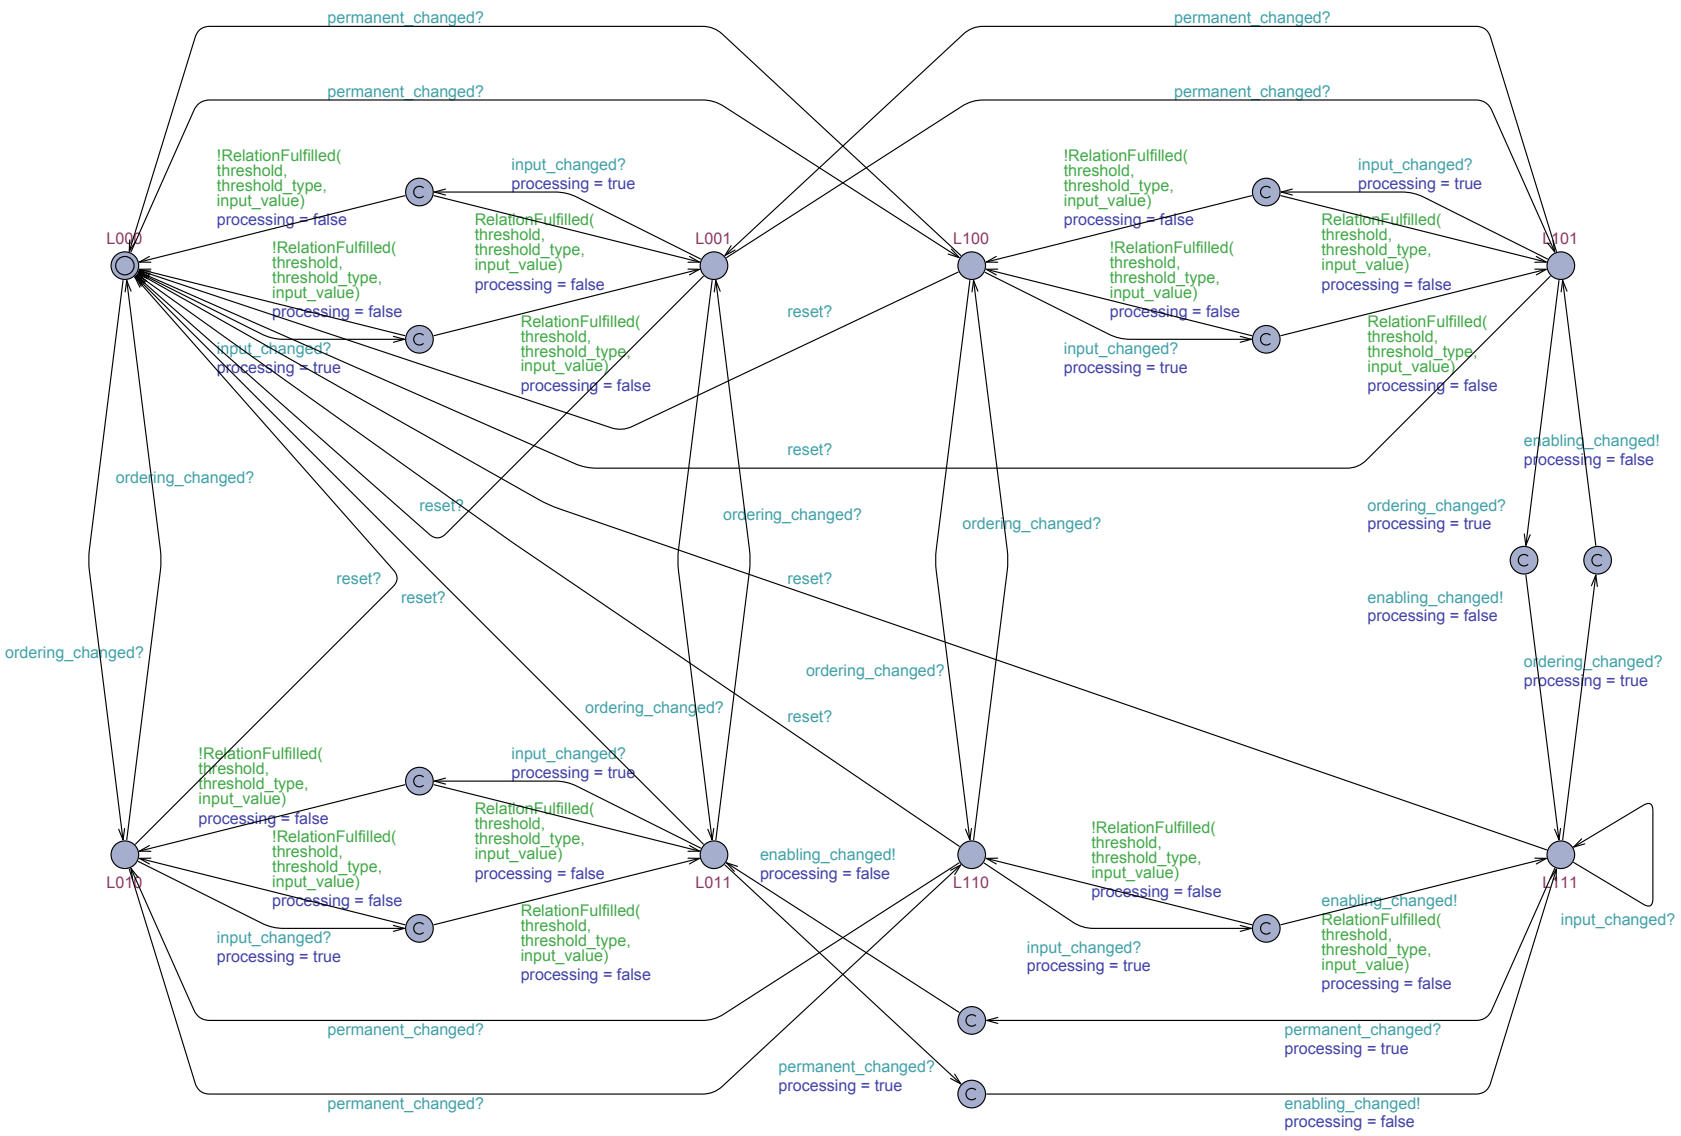 permanent_changed?
permanent_changed?
permanent_changed?
permanent_changed?
!RelationFulfilled(
threshold,
threshold_type,
input_value)
processing = false
input_changed?
processing = true
!RelationFulfilled(
threshold,
threshold_type,
input_value)
processing = false
input_changed?
processing = true
L000
!RelationFulfilled(
threshold,
threshold_type,
input_value)
processing = false
RelationFulfilled(
threshold,
threshold_type,
input_value)
processing = false
L001
L100
!RelationFulfilled(
threshold,
threshold_type,
input_value)
processing = false
RelationFulfilled(
threshold,
threshold_type,
input_value)
processing = false
L101
C
C
C
C
input_changed?
processing = true
RelationFulfilled(
threshold,
threshold_type,
input_value)
processing = false
reset?
input_changed?
processing = true
RelationFulfilled(
threshold,
threshold_type,
input_value)
processing = false
reset?
enabling_changed!
processing = false
ordering_changed?
reset?
ordering_changed?
ordering_changed?
ordering_changed?
processing = true
C
C
reset?
reset?
reset?
enabling_changed!
processing = false
ordering_changed?
ordering_changed?
ordering_changed?
processing = true
ordering_changed?
reset?
!RelationFulfilled(
threshold,
threshold_type,
input_value)
processing = false
input_changed?
processing = true
C
!RelationFulfilled(
threshold,
threshold_type,
input_value)
processing = false
RelationFulfilled(
threshold,
threshold_type,
input_value)
processing = false
enabling_changed!
processing = false
!RelationFulfilled(
threshold,
threshold_type,
input_value)
processing = false
L010
L011
L110
L111
C
input_changed?
processing = true
RelationFulfilled(
threshold,
threshold_type,
input_value)
processing = false
input_changed?
processing = true
C
enabling_changed!
RelationFulfilled(
threshold,
threshold_type,
input_value)
processing = false
input_changed?
permanent_changed?
C
permanent_changed?
processing = true
permanent_changed?
processing = true
C
permanent_changed?
enabling_changed!
processing = false